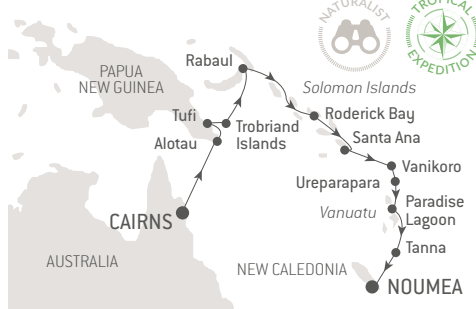 NATURALIST
TROPICAL
EXPEDITION
Rabaul
PAPUA
NEW GUINEA
Solomon Islands
Tufi
Roderick Bay
Trobriand
Islands
Alotau
Santa Ana
Vanikoro
Ureparapara
Vanuatu
Paradise
Lagoon
CAIRNS
Tanna
AUSTRALIA
NEW CALEDONIA
NOUMEA